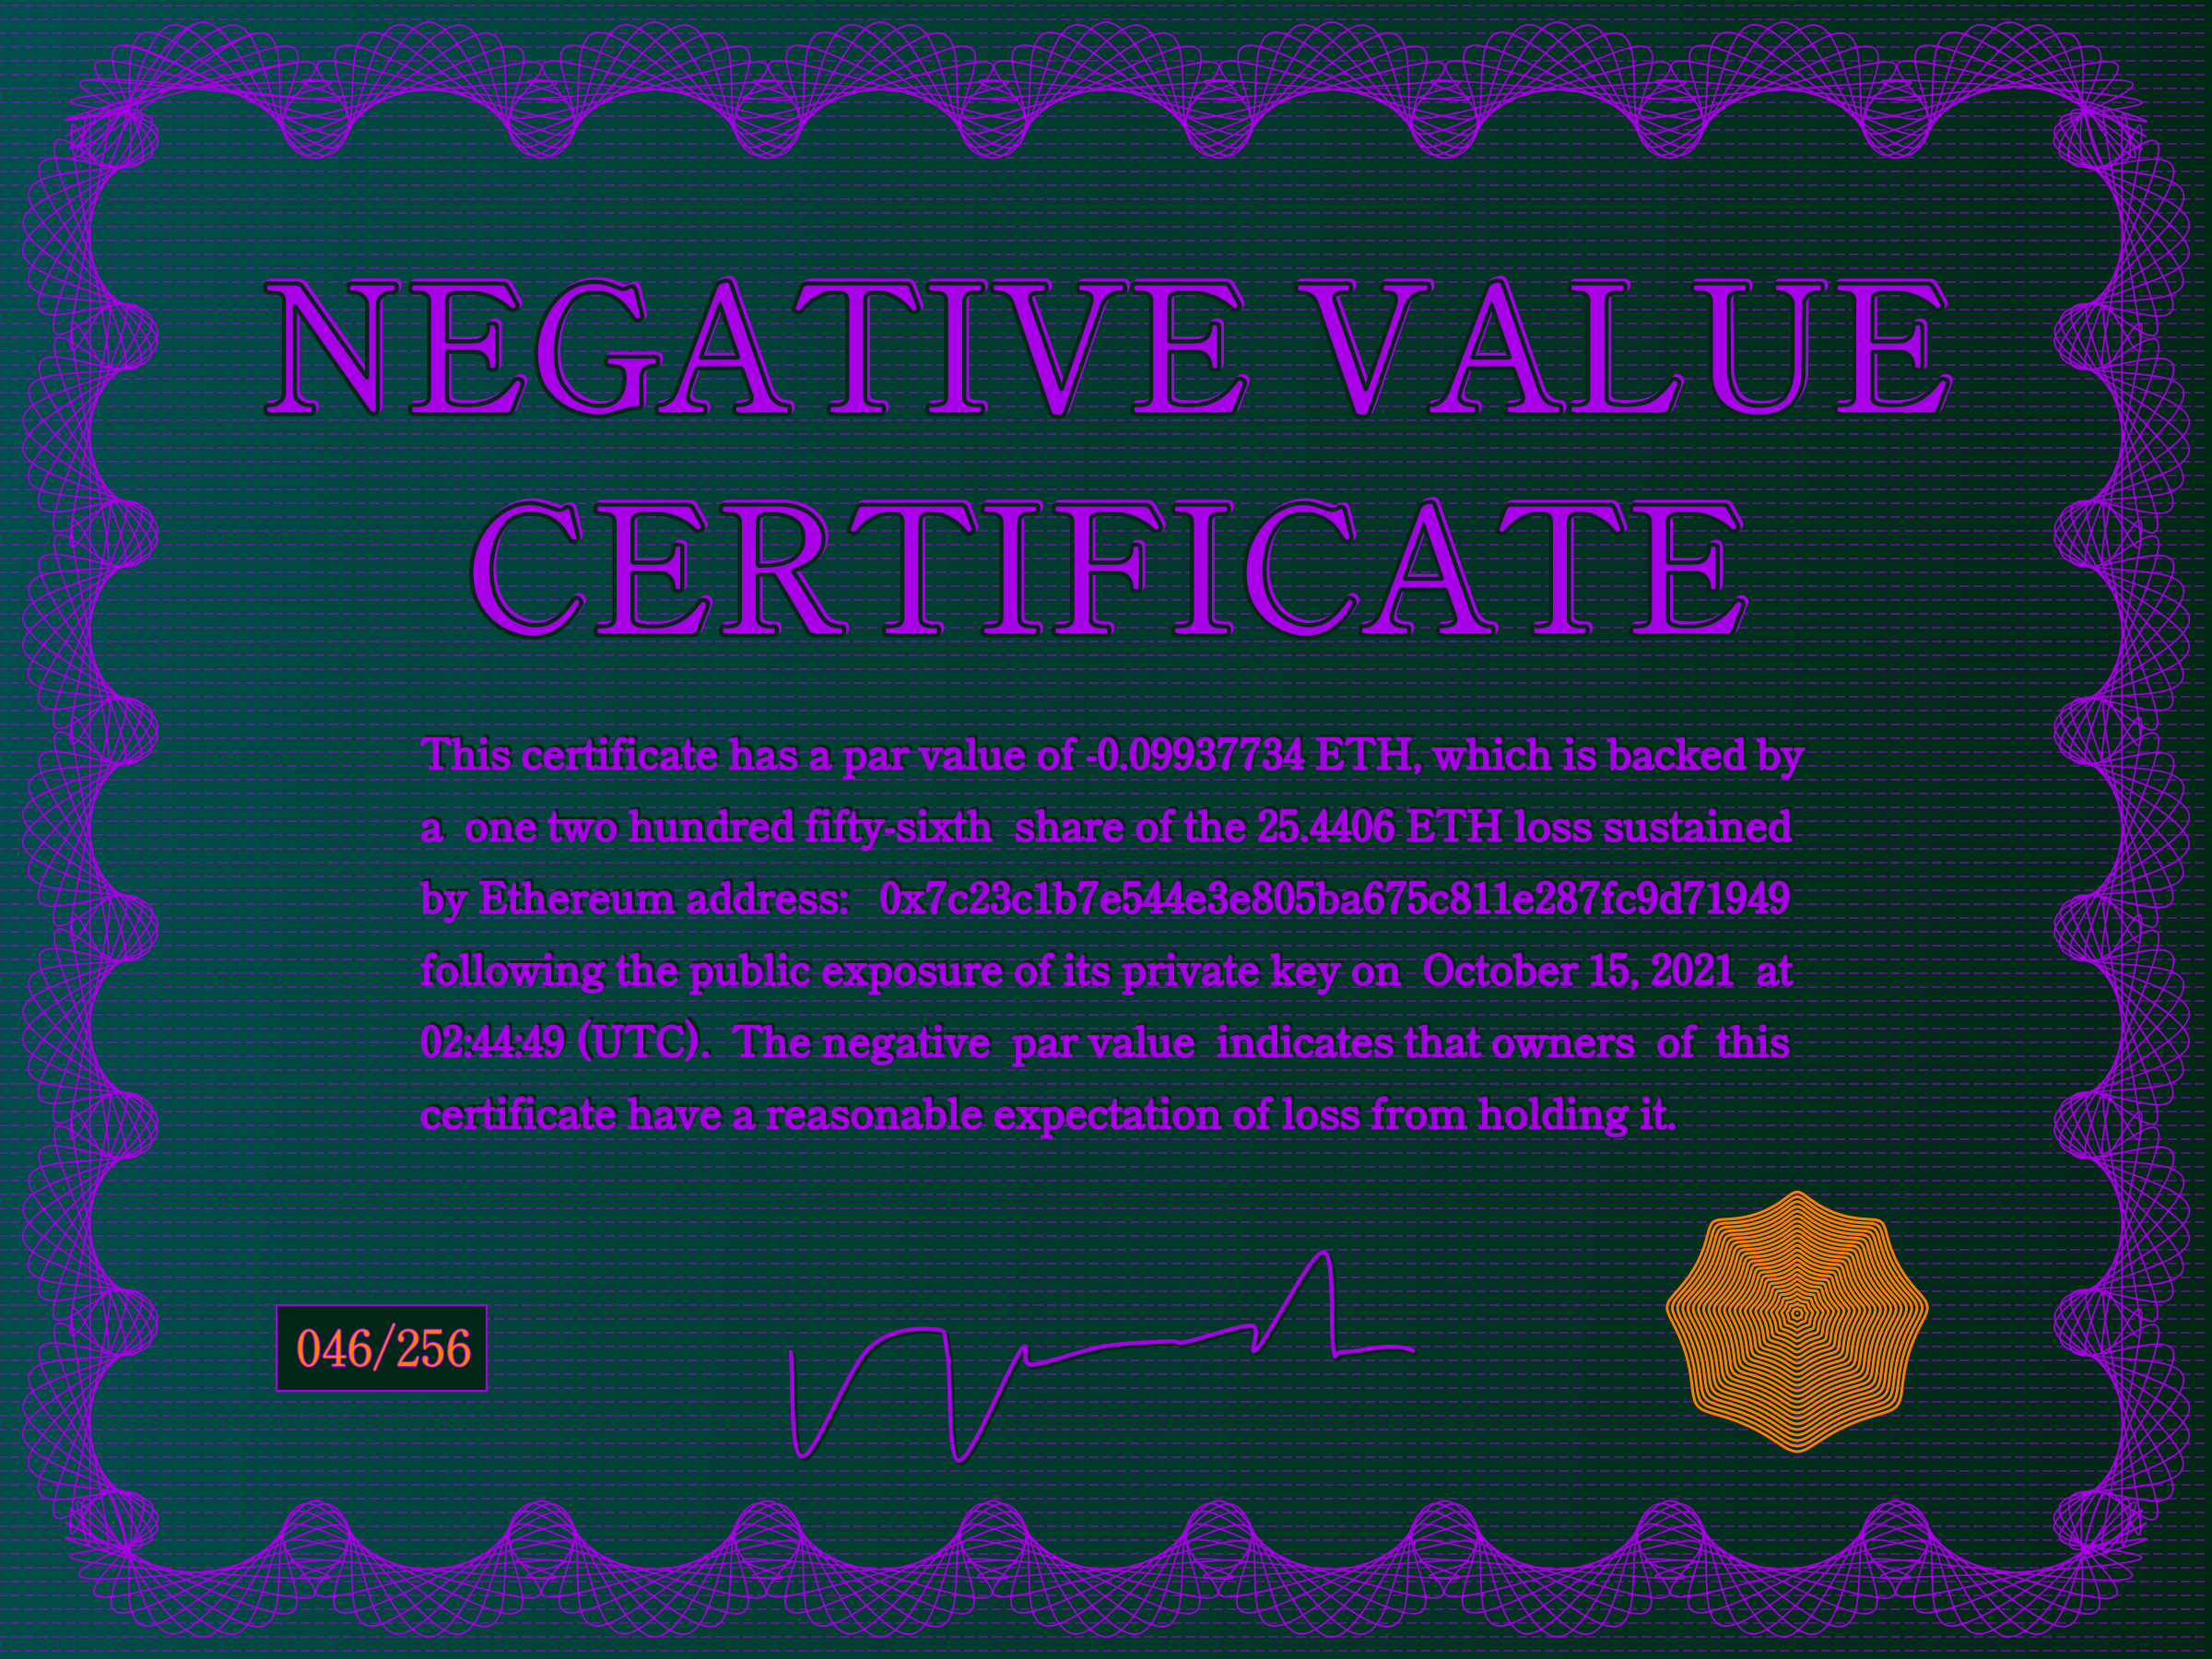 NEGATIVE VALUE
CERTIFICATE
This certificate has a par value of -0.09937734 ETH, which is backed by
a one two hundred fifty-sixth share of the 25.4406 ETH loss sustained
by Ethereum address: 0x7c23c1b7e544e3e805ba675c811e287fc9d71949
following the public exposure of its private key on October 15, 2021 at
02:44:49 (UTC). The negative par value indicates that owners of this
certificate have a reasonable expectation of loss from holding it.
046/256